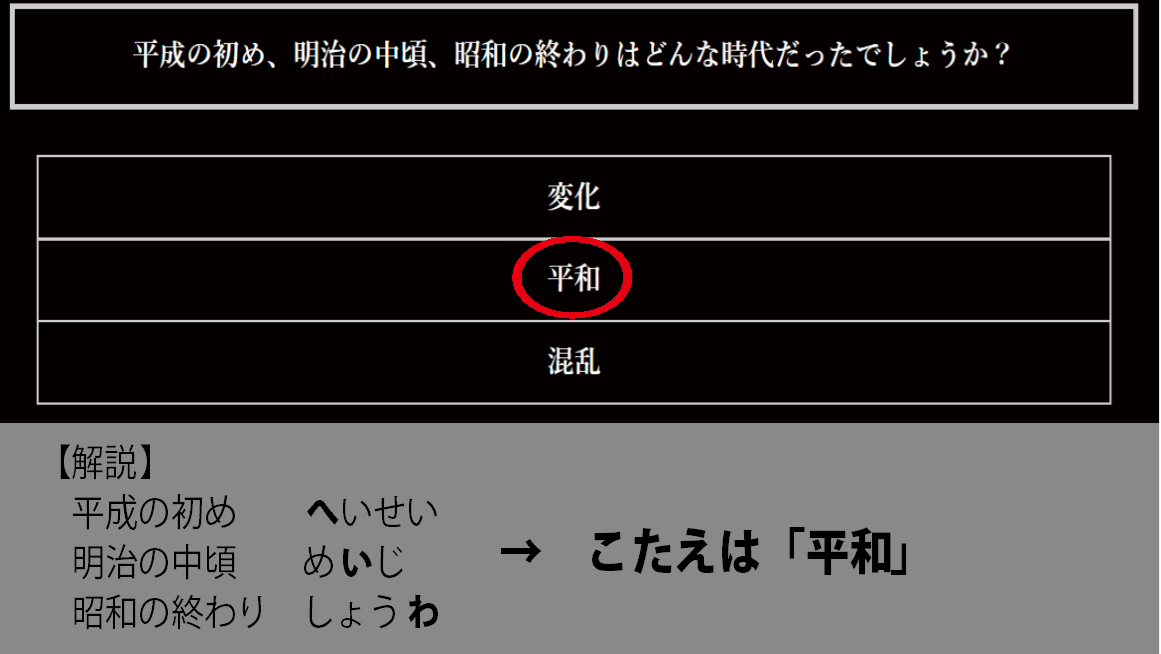 平成の初め、明治の中頃、昭和の終わりはどんな時代だったでしょうか？
変化
平和
混乱
【解説】
平成の初め　へいせい
明治の中頃　めいじ
昭和の終わり　しょうわ
→　こたえは「平和」